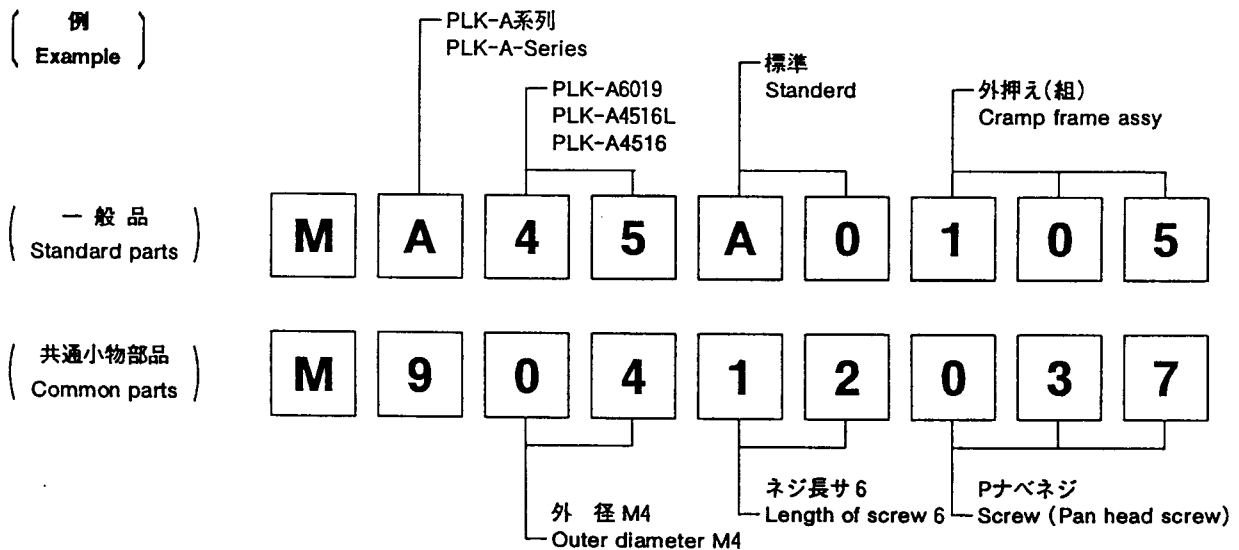 例
Example
PLK-A系列
PLK-A-Series
PLK-A6019
PLK-A4516L
PLK-A4516
標準
Standerd
外押え(組)
Cramp frame assy
一般品
Standard parts
M A 4 5 A 0 1 0 5
共通小物部品
Common parts
M 9 0 4 1 2 0 3 7
外 径 M4
Outer diameter M4
ネジ長サ 6
Length of screw 6
Pナベネジ
Screw (Pan head screw)